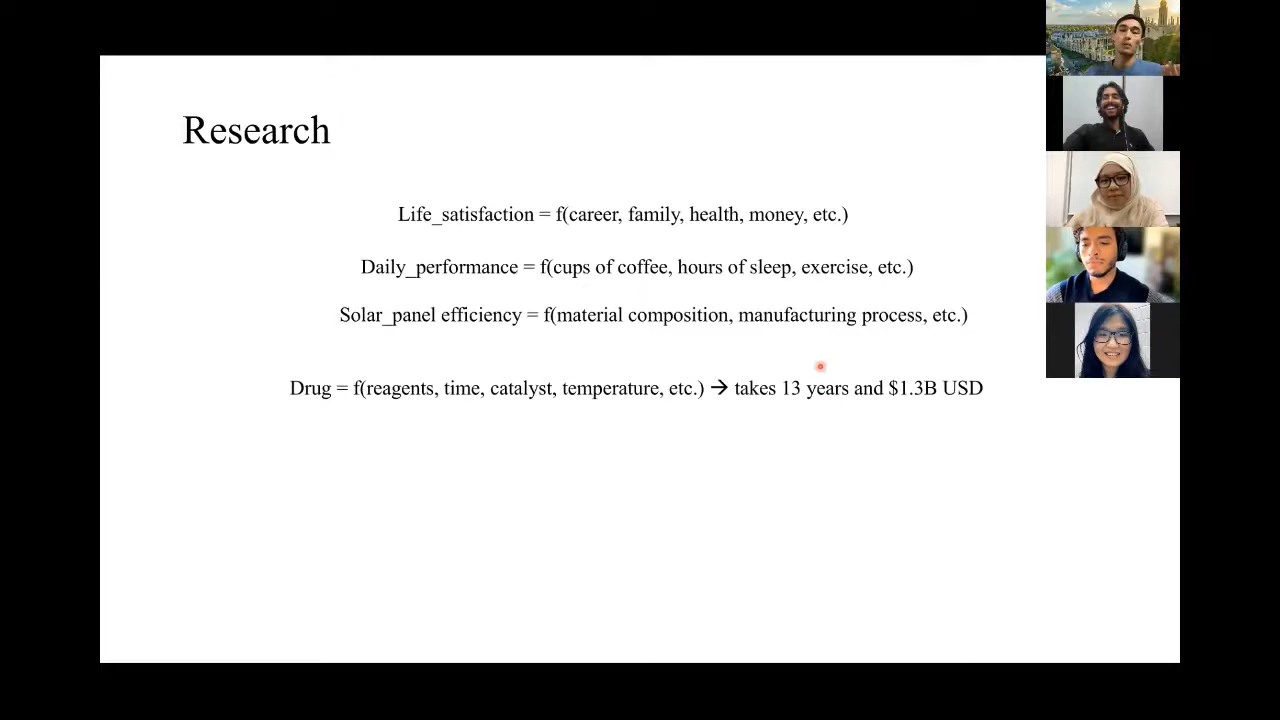 Research
Life_satisfaction = f(career, family, health, money, etc.)
Daily_performance = f(cups of coffee, hours of sleep, exercise, etc.)
Solar_panel efficiency = f(material composition, manufacturing process, etc.)
Drug = f(reagents, time, catalyst, temperature, etc.) → takes 13 years and $1.3B USD